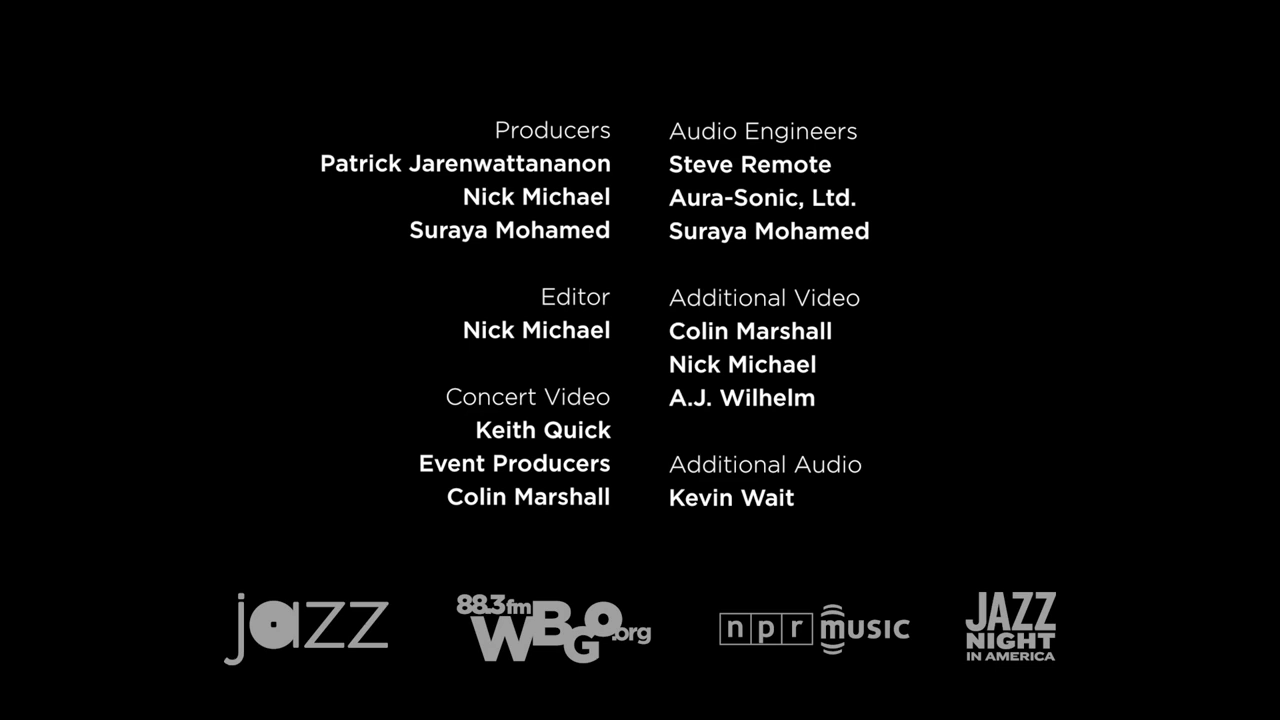 Producers
Patrick Jarenwattananon
Nick Michael
Suraya Mohamed
Editor
Nick Michael
Concert Video
Keith Quick
Event Producers
Colin Marshall
Audio Engineers
Steve Remote
Aura-Sonic, Ltd.
Suraya Mohamed
Additional Video
Colin Marshall
Nick Michael
A.J. Wilhelm
Additional Audio
Kevin Wait
jazz
88.3fm
WBGO.org
npr music
JAZZ
NIGHT
IN AMERICA